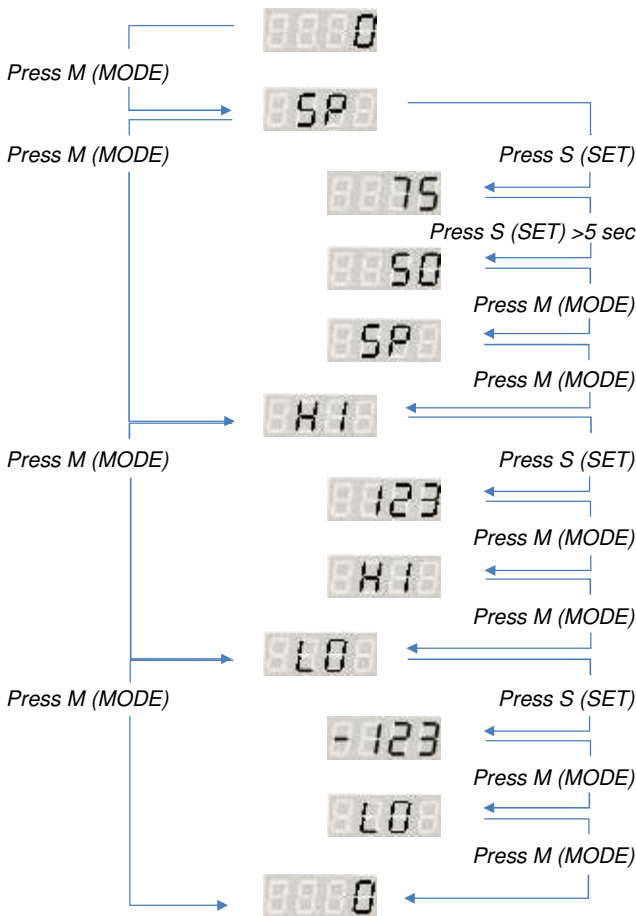 0
Press M (MODE)
SP
Press M (MODE)
Press S (SET)
75
Press S (SET) >5 sec
50
Press M (MODE)
SP
Press M (MODE)
HI
Press M (MODE)
Press S (SET)
123
Press M (MODE)
HI
Press M (MODE)
LO
Press M (MODE)
Press S (SET)
-123
Press M (MODE)
LO
Press M (MODE)
0